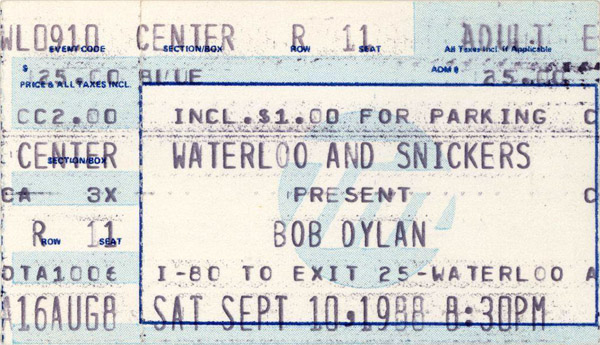 WL0910 CENTER R 11 ADULT E
EVENT CODE SECTION/BOX ROW SEAT All Taxes Incl. If Applicable
$ 25.00 BLUE ADM $ 25.00
PRICE & ALL TAXES INCL.
CC2.00 INCL.$1.00 FOR PARKING C
CENTER WATERLOO AND SNICKERS
SECTION/BOX
CA 3X PRESENT C
R 11 BOB DYLAN
ROW SEAT
DTA1006 I-80 TO EXIT 25-WATERLOO A
A16AUG8 SAT SEPT 10,1988 8:30PM